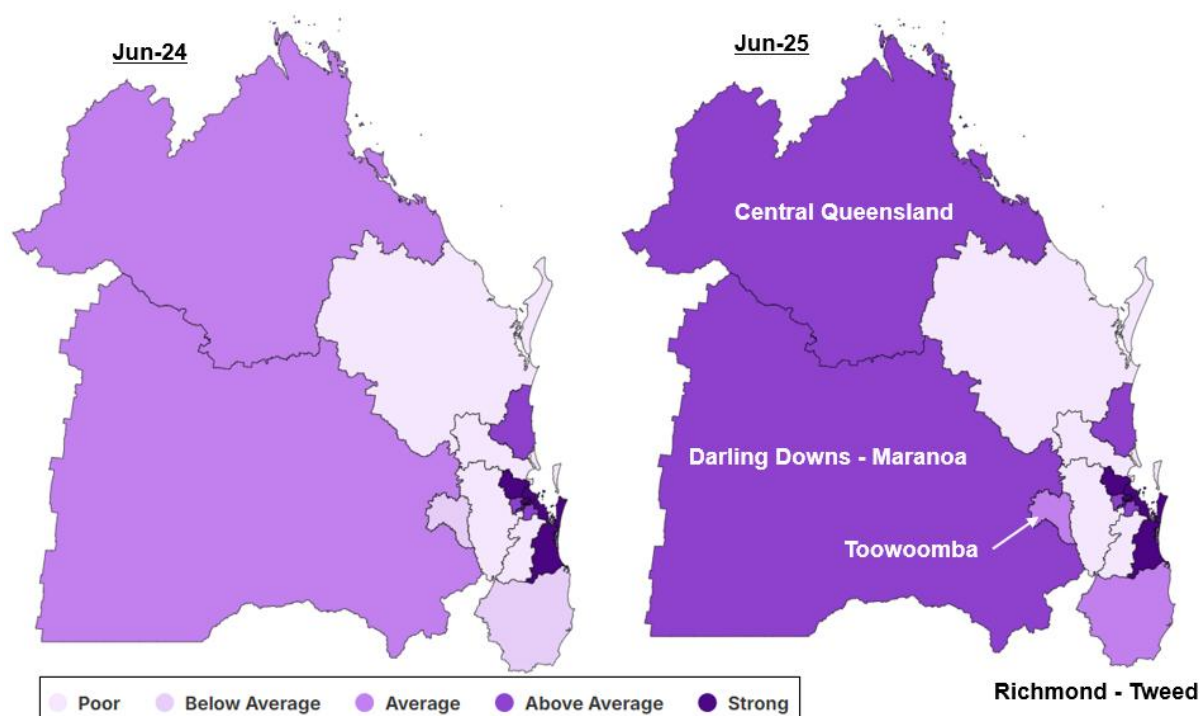 Jun-24
Jun-25
Central Queensland
Darling Downs - Maranoa
Toowoomba
Richmond - Tweed
Poor Below Average Average Above Average Strong